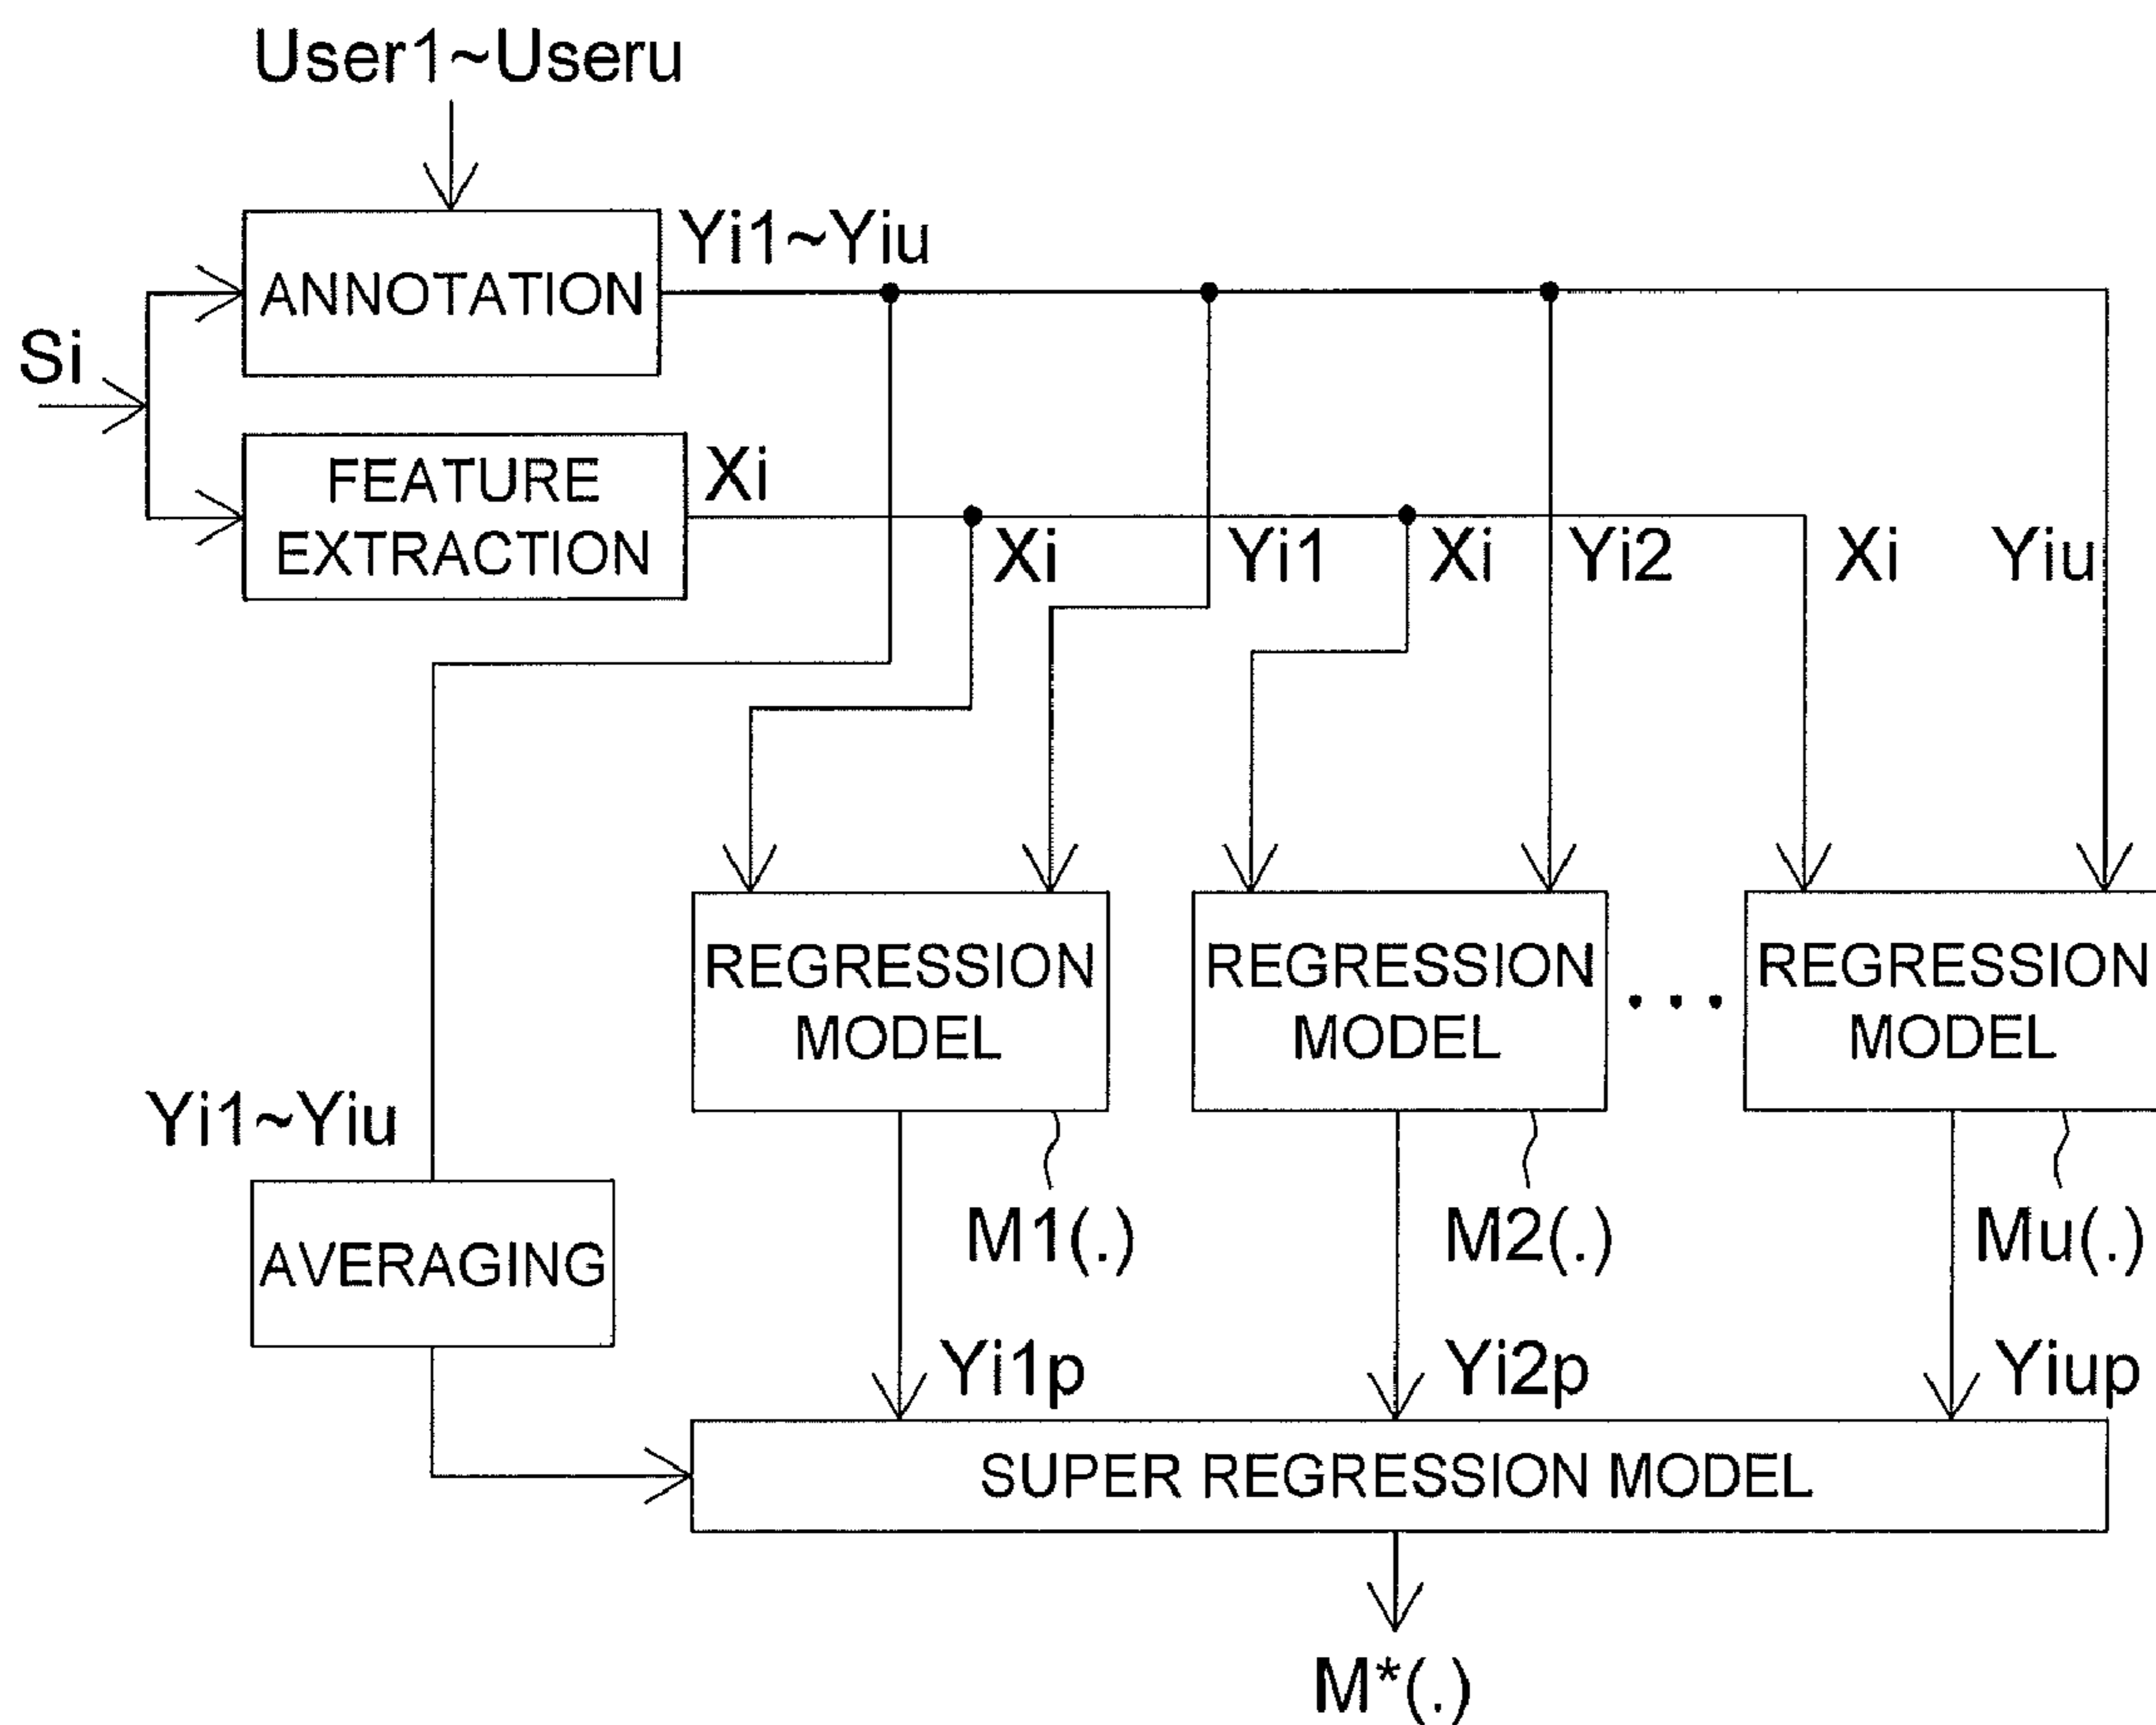 User1~Useru
Yi1~Yiu
ANNOTATION
Si
FEATURE
EXTRACTION
Xi
Xi
Yi1
Xi
Yi2
Xi
Yiu
REGRESSION
MODEL
REGRESSION
MODEL
...
REGRESSION
MODEL
Yi1~Yiu
M1(.)
M2(.)
Mu(.)
AVERAGING
Yi1p
Yi2p
Yiup
SUPER REGRESSION MODEL
M*(.)